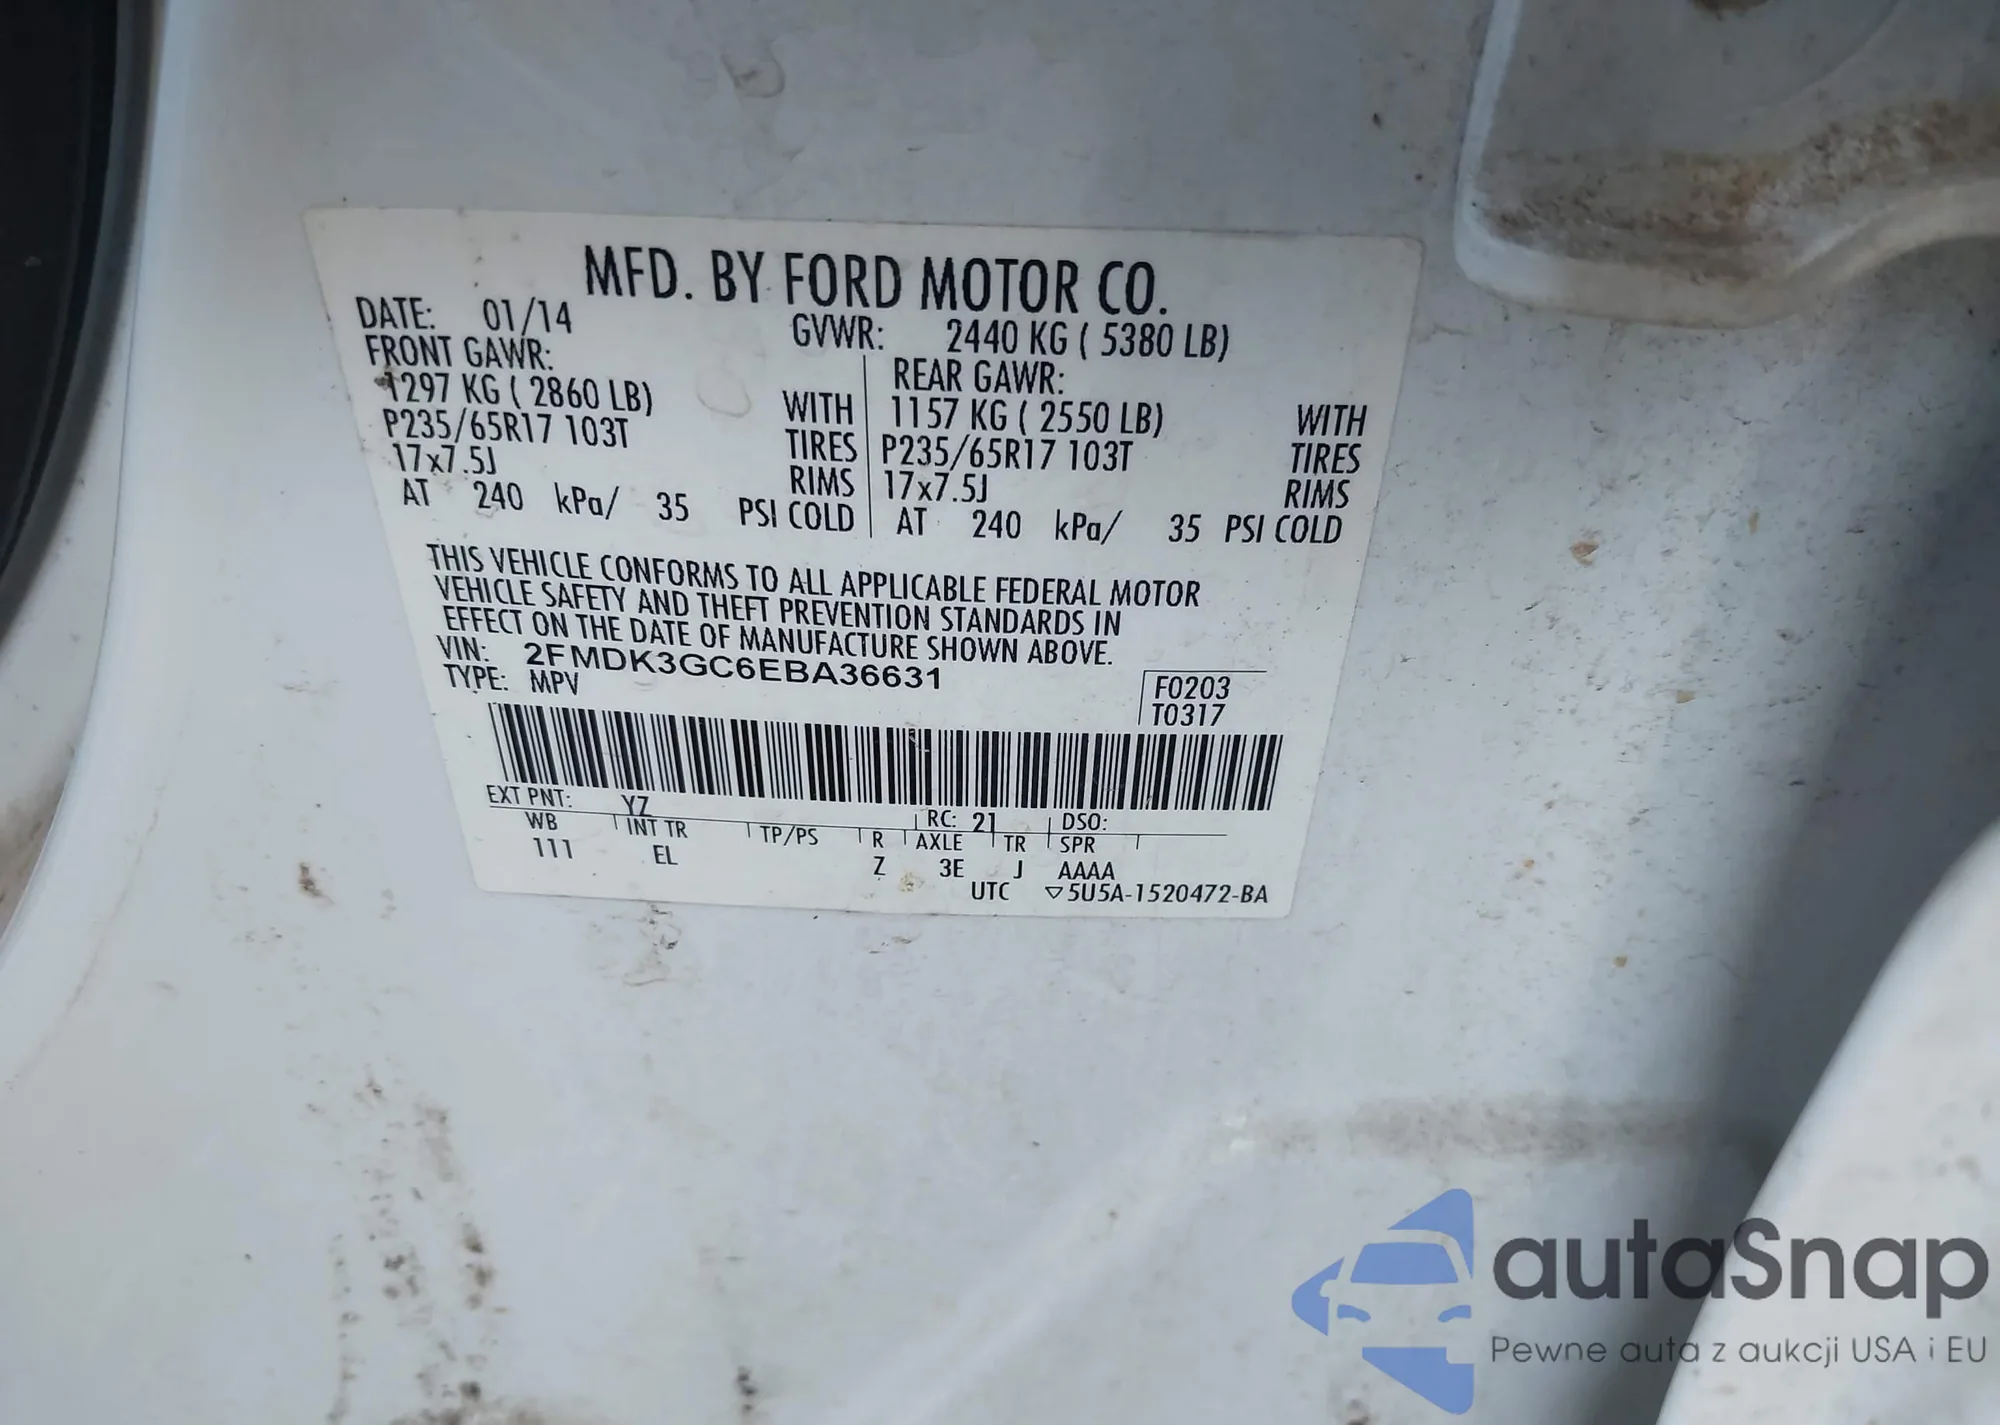 MFD. BY FORD MOTOR CO.
DATE: 01/14 GVWR: 2440 KG ( 5380 LB)
FRONT GAWR: REAR GAWR:
1297 KG ( 2860 LB) WITH 1157 KG ( 2550 LB) WITH
P235/65R17 103T TIRES P235/65R17 103T TIRES
17x7.5J RIMS 17x7.5J RIMS
AT 240 kPa/ 35 PSI COLD AT 240 kPa/ 35 PSI COLD
THIS VEHICLE CONFORMS TO ALL APPLICABLE FEDERAL MOTOR
VEHICLE SAFETY AND THEFT PREVENTION STANDARDS IN
EFFECT ON THE DATE OF MANUFACTURE SHOWN ABOVE.
VIN: 2FMDK3GC6EBA36631
TYPE: MPV F0203
T0317
EXT PNT: YZ RC: 21 DSO:
WB INT TR TP/PS R AXLE TR SPR
111 EL Z 3E J AAAA
UTC ▽5U5A-1520472-BA
autaSnap
Pewne auta z aukcji USA i EU